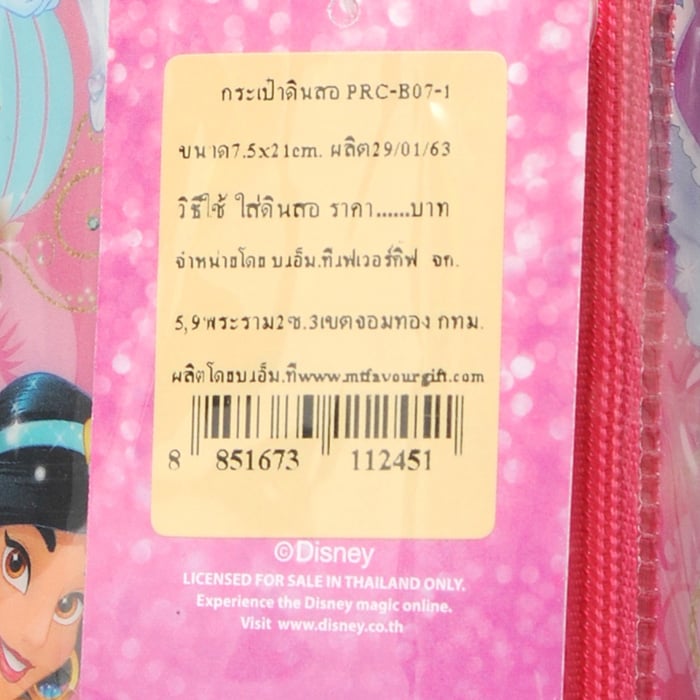 กระเป๋าดินสอ PRC-B07-1
ขนาด7.5x21cm. ผลิต29/01/63
วิธีใช้ ใส่ดินสอ ราคา......บาท
จำหน่ายโดย บ.เอ็ม.ทีเฟเวอร์กิ๊ฟ จก.
5,9 พระราม2ซ.3เขตจอมทอง กทม.
ผลิตโดยบ.เอ็ม.ทีwww.mtfavourgift.com
8 851673 112451
©Disney
LICENSED FOR SALE IN THAILAND ONLY.
Experience the Disney magic online.
Visit www.disney.co.th